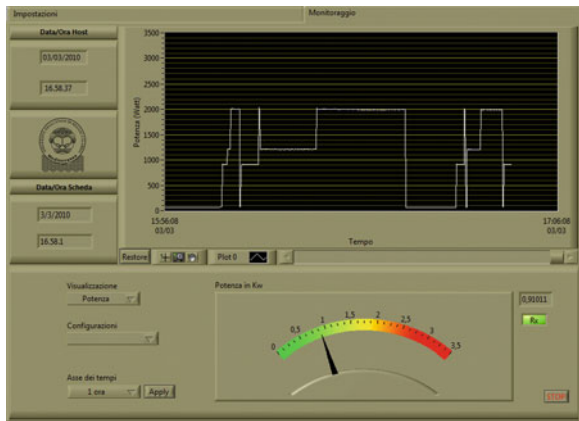 Impostazioni
Monitoraggio
Data/Ora Host
03/03/2010
16.58.37
Data/Ora Scheda
3/3/2010
16.58.1
Potenza (Watt)
3500
3000
2500
2000
1500
1000
500
0
15:56:08
03/03
17:06:08
03/03
Tempo
Restore
Plot 0
Visualizzazione
Potenza
Configurazioni
Asse dei tempi
1 ora
Apply
Potenza in Kw
0
0,5
1
1,5
2
2,5
3
3,5
0,91011
Rx
STOP